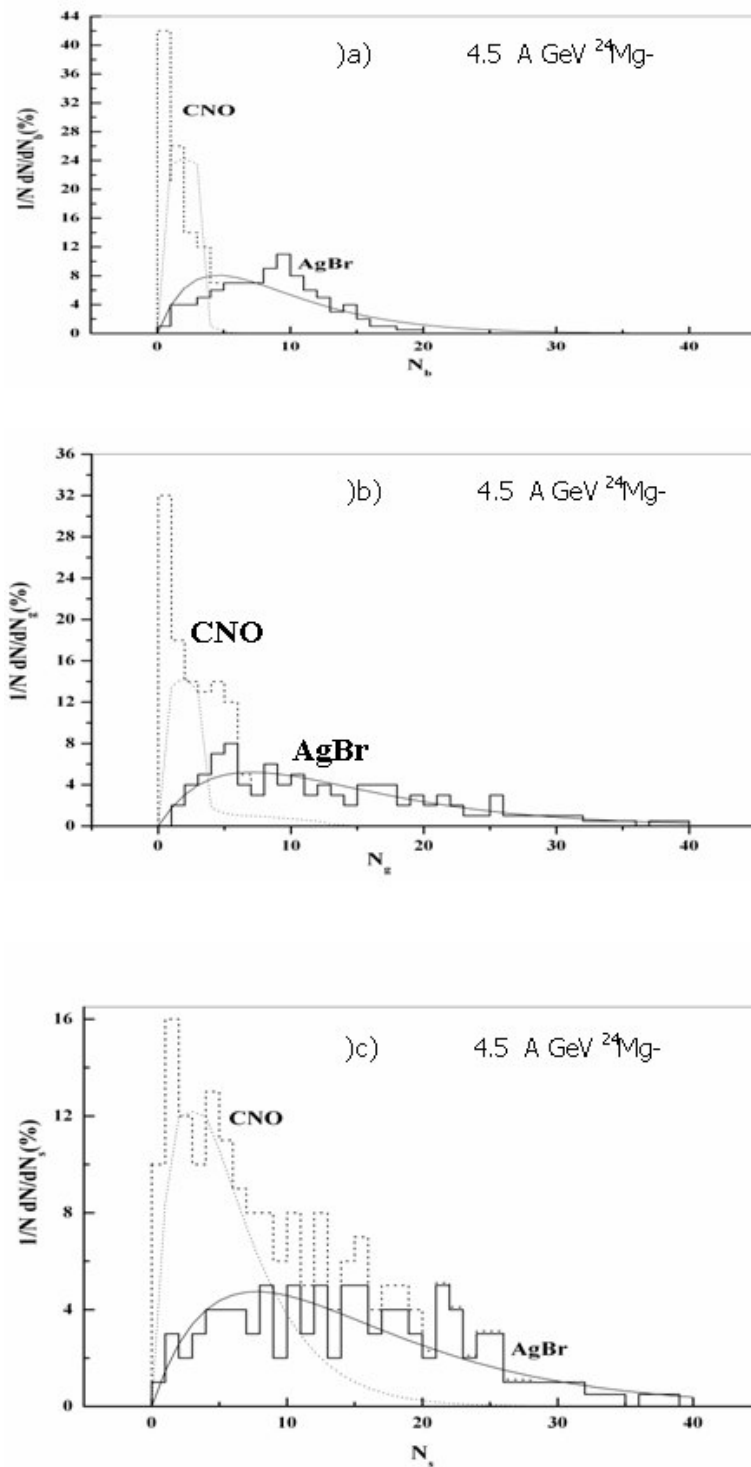 44
40
36
32
28
24
20
16
12
8
4
0
1/N dN/dN_b(%)
)a) 4.5 A GeV ²⁴Mg-
CNO
AgBr
0 10 20 30 40
N_b
36
32
28
24
20
16
12
8
4
0
1/N dN/dN_g(%)
)b) 4.5 A GeV ²⁴Mg-
CNO
AgBr
0 10 20 30 40
N_g
16
12
8
4
0
1/N dN/dN_s(%)
)c) 4.5 A GeV ²⁴Mg-
CNO
AgBr
0 10 20 30 40
N_s